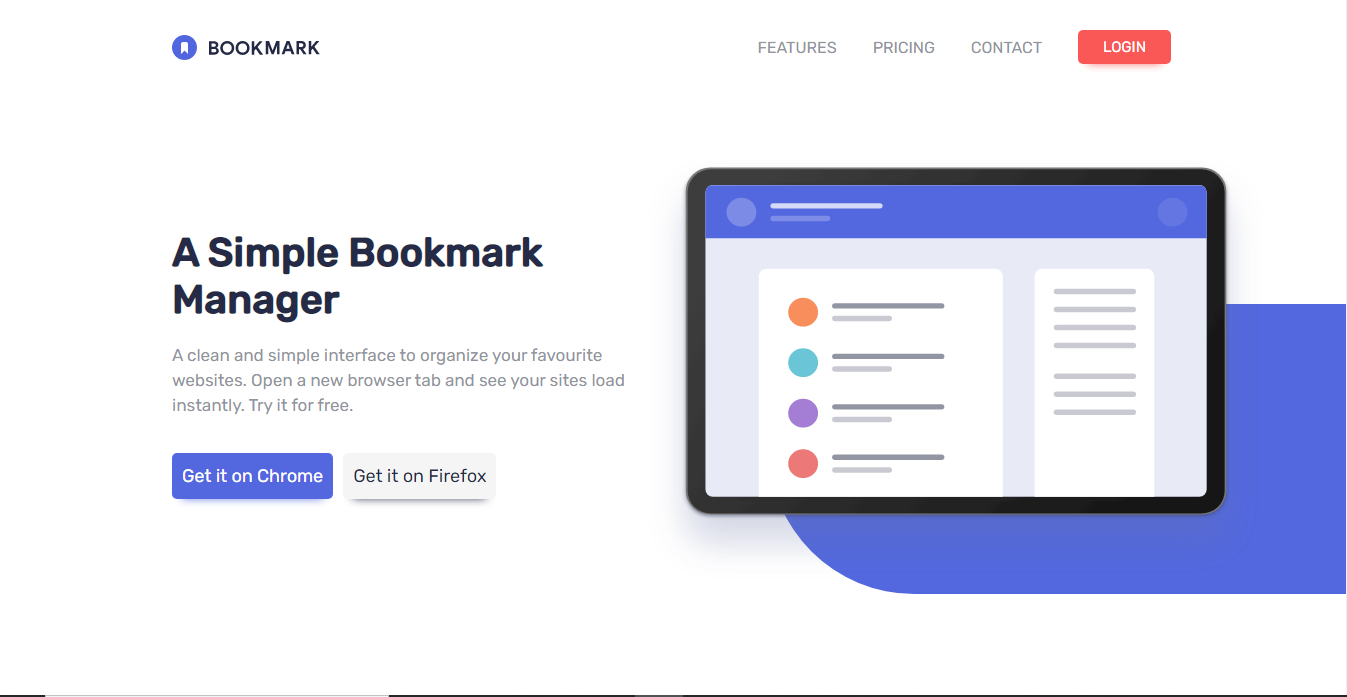 BOOKMARK
FEATURES
PRICING
CONTACT
LOGIN
A Simple Bookmark
Manager
A clean and simple interface to organize your favourite
websites. Open a new browser tab and see your sites load
instantly. Try it for free.
Get it on Chrome
Get it on Firefox